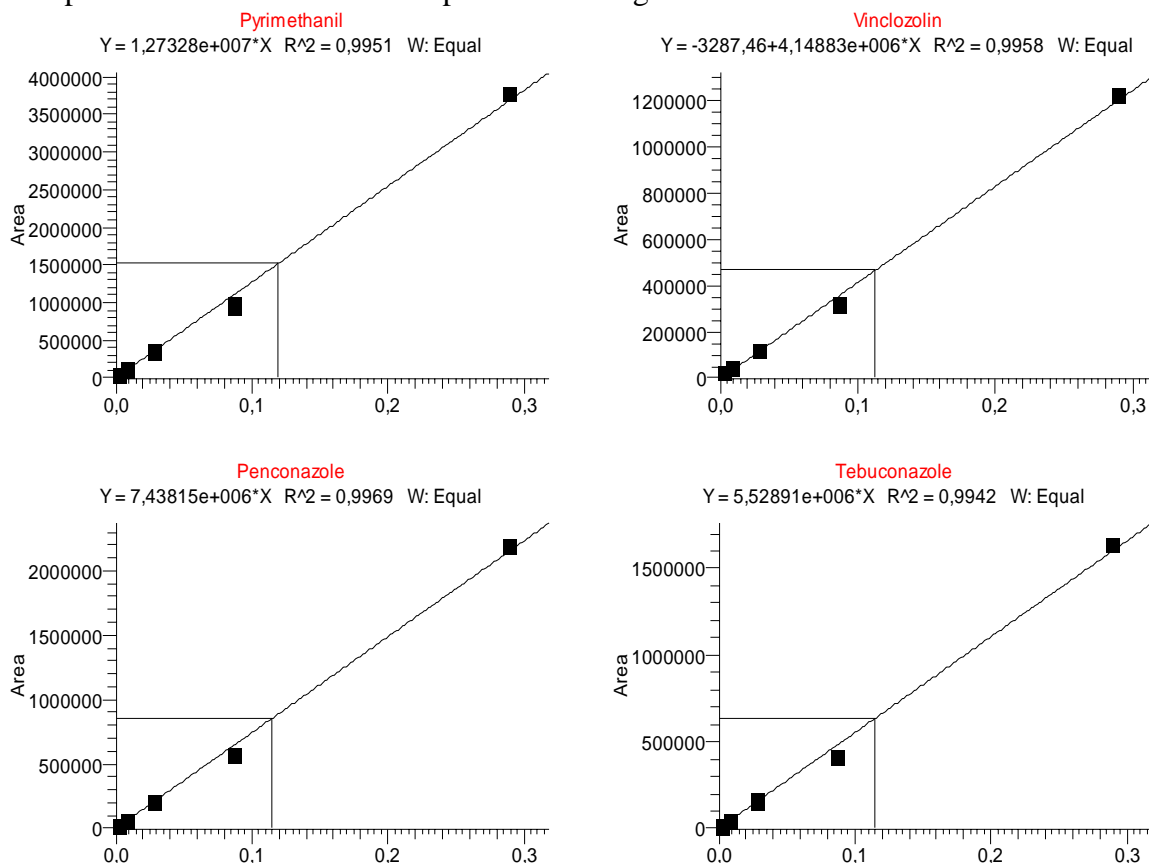 Pyrimethanil
Y = 1,27328e+007*X R^2 = 0,9951 W: Equal
4000000
3500000
3000000
2500000
2000000
1500000
1000000
500000
0
Area
0,0 0,1 0,2 0,3
Vinclozolin
Y = -3287,46+4,14883e+006*X R^2 = 0,9958 W: Equal
1200000
1000000
800000
600000
400000
200000
0
Area
0,0 0,1 0,2 0,3
Penconazole
Y = 7,43815e+006*X R^2 = 0,9969 W: Equal
2000000
1500000
1000000
500000
0
Area
0,0 0,1 0,2 0,3
Tebuconazole
Y = 5,52891e+006*X R^2 = 0,9942 W: Equal
1500000
1000000
500000
0
Area
0,0 0,1 0,2 0,3